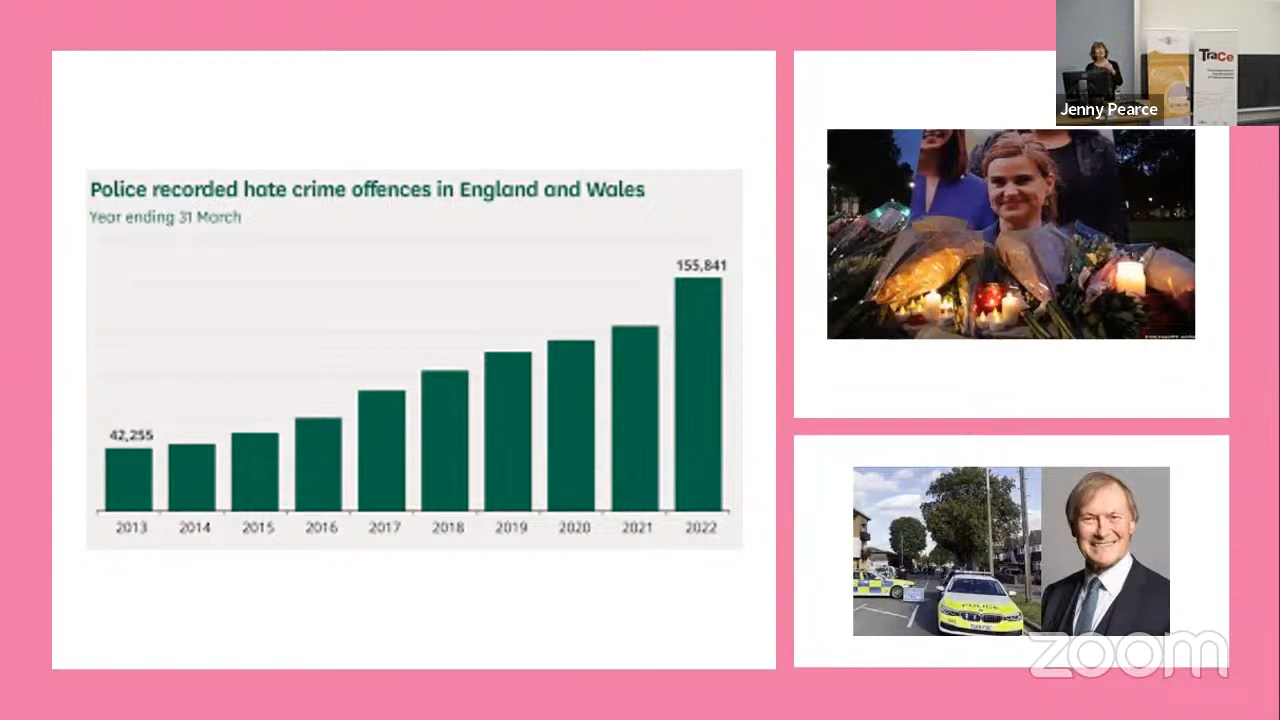 Police recorded hate crime offences in England and Wales
Year ending 31 March
155,841
42,255
2013 2014 2015 2016 2017 2018 2019 2020 2021 2022
TraCe
Jenny Pearce
POLICE
zoom